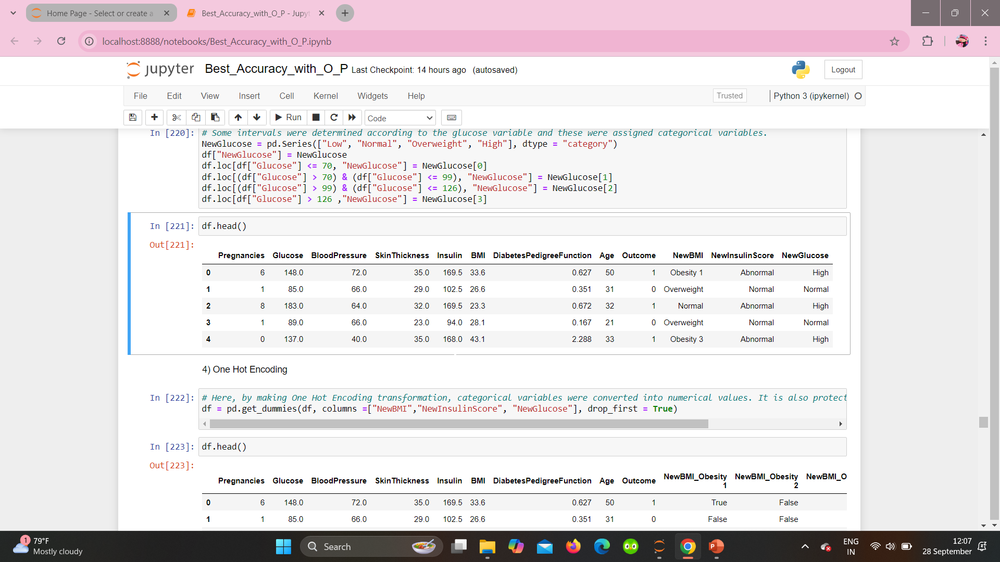 Home Page - Select or create a
Best_Accuracy_with_O_P - Jupyt
localhost:8888/notebooks/Best_Accuracy_with_O_P.ipynb
jupyter Best_Accuracy_with_O_P Last Checkpoint: 14 hours ago (autosaved) Logout
File Edit View Insert Cell Kernel Widgets Help Trusted Python 3 (ipykernel)
Run Code
In [220]: # Some intervals were determined according to the glucose variable and these were assigned categorical variables.
NewGlucose = pd.Series(["Low", "Normal", "Overweight", "High"], dtype = "category")
df["NewGlucose"] = NewGlucose
df.loc[df["Glucose"] <= 70, "NewGlucose"] = NewGlucose[0]
df.loc[(df["Glucose"] > 70) & (df["Glucose"] <= 99), "NewGlucose"] = NewGlucose[1]
df.loc[(df["Glucose"] > 99) & (df["Glucose"] <= 126), "NewGlucose"] = NewGlucose[2]
df.loc[df["Glucose"] > 126 ,"NewGlucose"] = NewGlucose[3]
In [221]: df.head()
Out[221]:
Pregnancies Glucose BloodPressure SkinThickness Insulin BMI DiabetesPedigreeFunction Age Outcome NewBMI NewInsulinScore NewGlucose
0 6 148.0 72.0 35.0 169.5 33.6 0.627 50 1 Obesity 1 Abnormal High
1 1 85.0 66.0 29.0 102.5 26.6 0.351 31 0 Overweight Normal Normal
2 8 183.0 64.0 32.0 169.5 23.3 0.672 32 1 Normal Abnormal High
3 1 89.0 66.0 23.0 94.0 28.1 0.167 21 0 Overweight Normal Normal
4 0 137.0 40.0 35.0 168.0 43.1 2.288 33 1 Obesity 3 Abnormal High
4) One Hot Encoding
In [222]: # Here, by making One Hot Encoding transformation, categorical variables were converted into numerical values. It is also protect
df = pd.get_dummies(df, columns =["NewBMI","NewInsulinScore", "NewGlucose"], drop_first = True)
In [223]: df.head()
Out[223]:
Pregnancies Glucose BloodPressure SkinThickness Insulin BMI DiabetesPedigreeFunction Age Outcome NewBMI_Obesity 1 NewBMI_Obesity 2 NewBMI_O
0 6 148.0 72.0 35.0 169.5 33.6 0.627 50 1 True False
1 1 85.0 66.0 29.0 102.5 26.6 0.351 31 0 False False
1
79°F
Mostly cloudy
Search
ENG
IN
12:07
28 September